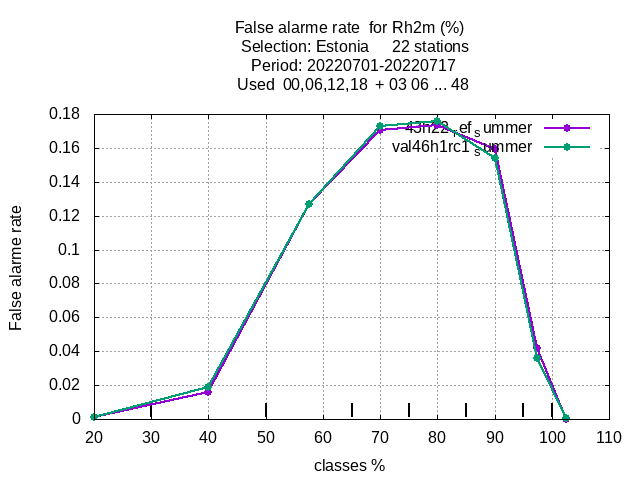 False alarme rate  for Rh2m (%)
Selection: Estonia     22 stations
Period: 20220701-20220717
Used  00,06,12,18  + 03 06 ... 48
0.18
43h22_ref_summer
val46h1rc1_summer
0.16
0.14
0.12
0.1
0.08
0.06
0.04
0.02
0
False alarme rate
20 30 40 50 60 70 80 90 100 110
classes %